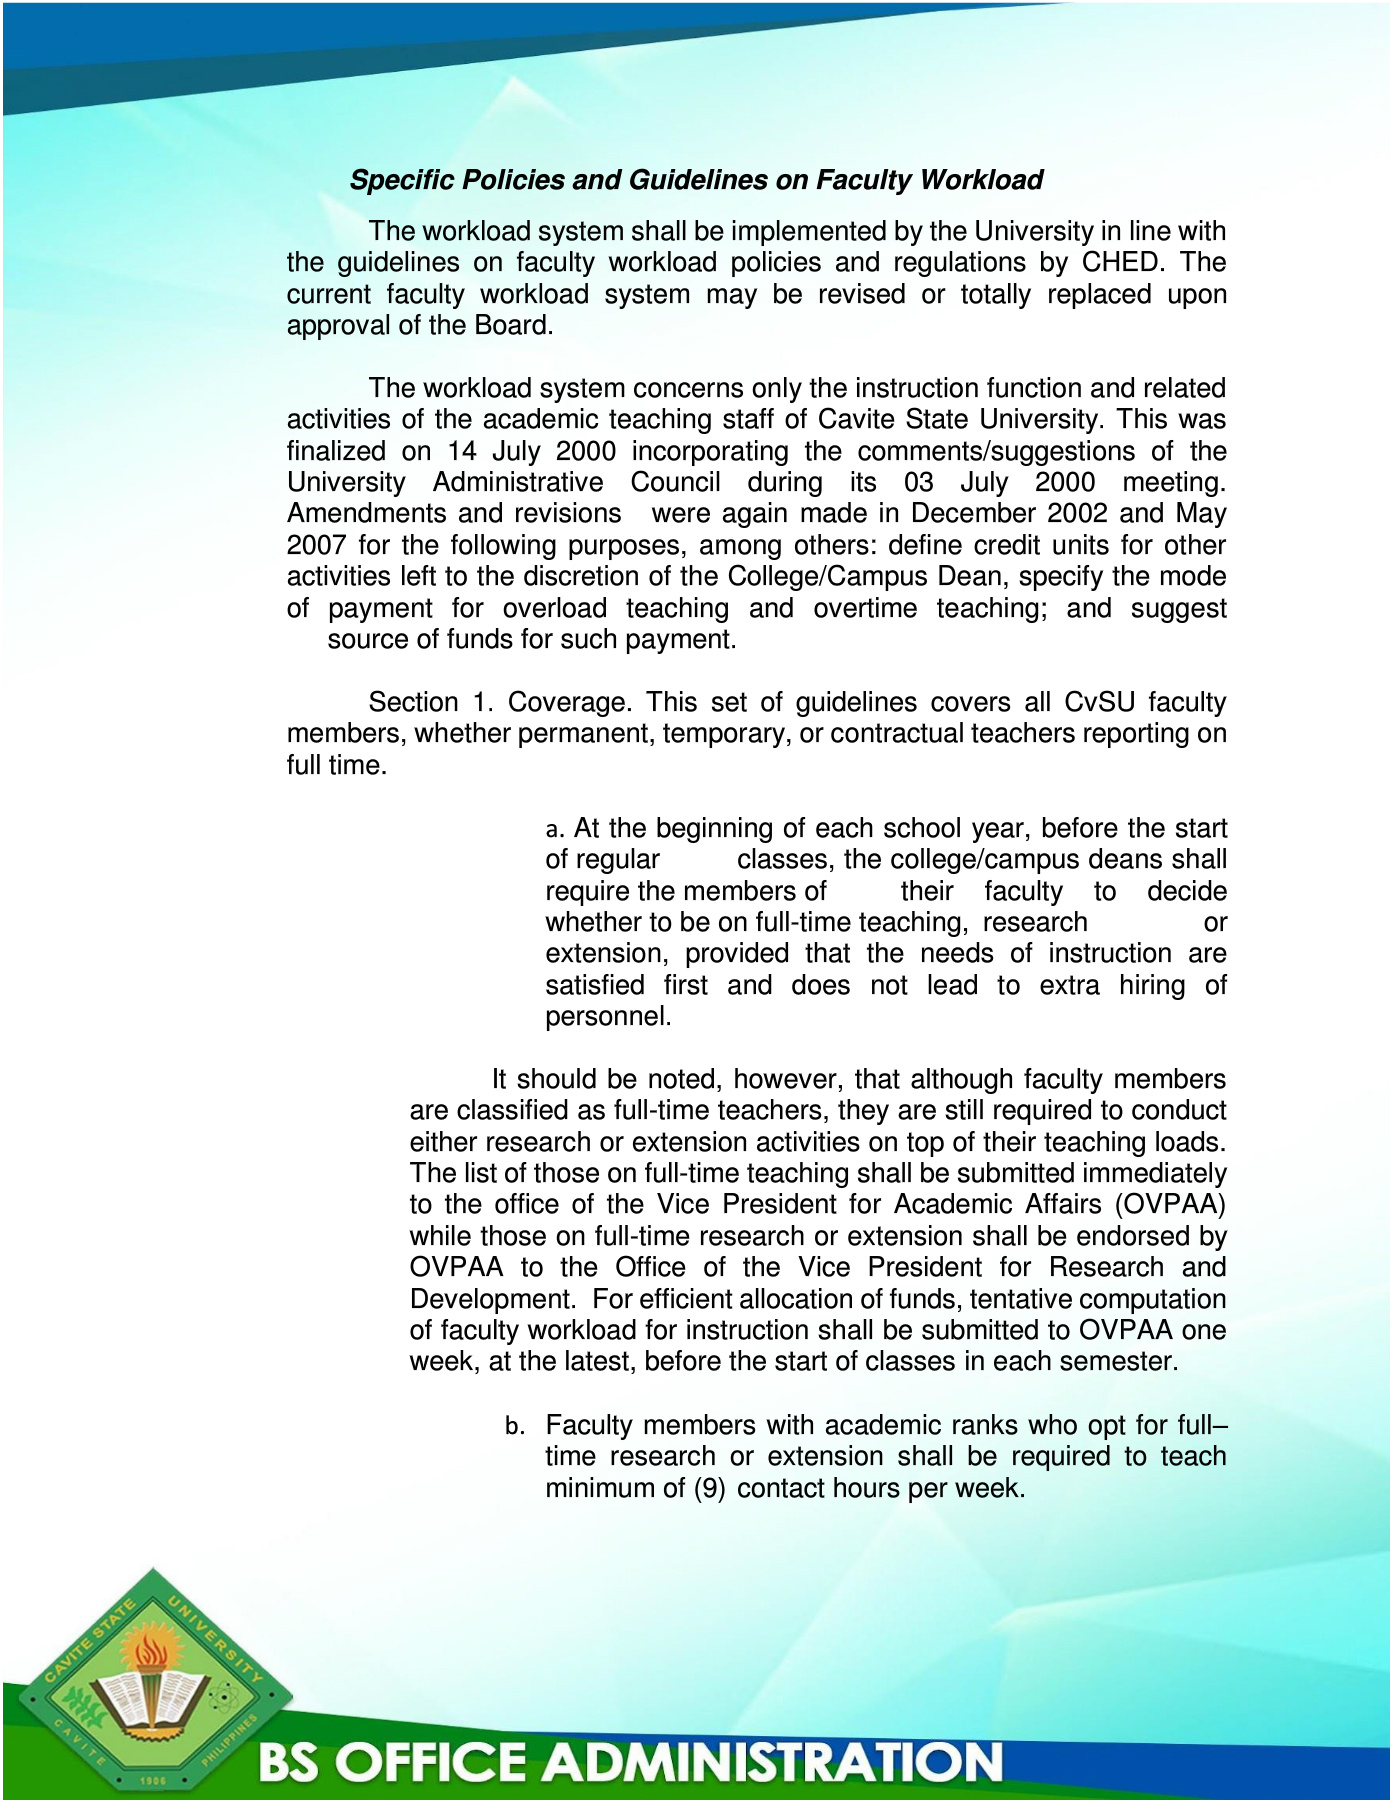 Specific Policies and Guidelines on Faculty Workload
The workload system shall be implemented by the University in line with
the guidelines on faculty workload policies and regulations by CHED. The
current faculty workload system may be revised or totally replaced upon
approval of the Board.
The workload system concerns only the instruction function and related
activities of the academic teaching staff of Cavite State University. This was
finalized on 14 July 2000 incorporating the comments/suggestions of the
University Administrative Council during its 03 July 2000 meeting.
Amendments and revisions were again made in December 2002 and May
2007 for the following purposes, among others: define credit units for other
activities left to the discretion of the College/Campus Dean, specify the mode
of payment for overload teaching and overtime teaching; and suggest
source of funds for such payment.
Section 1. Coverage. This set of guidelines covers all CvSU faculty
members, whether permanent, temporary, or contractual teachers reporting on
full time.
a. At the beginning of each school year, before the start
of regular classes, the college/campus deans shall
require the members of their faculty to decide
whether to be on full-time teaching, research or
extension, provided that the needs of instruction are
satisfied first and does not lead to extra hiring of
personnel.
It should be noted, however, that although faculty members
are classified as full-time teachers, they are still required to conduct
either research or extension activities on top of their teaching loads.
The list of those on full-time teaching shall be submitted immediately
to the office of the Vice President for Academic Affairs (OVPAA)
while those on full-time research or extension shall be endorsed by
OVPAA to the Office of the Vice President for Research and
Development. For efficient allocation of funds, tentative computation
of faculty workload for instruction shall be submitted to OVPAA one
week, at the latest, before the start of classes in each semester.
b. Faculty members with academic ranks who opt for full–
time research or extension shall be required to teach
minimum of (9) contact hours per week.
CAVITE STATE UNIVERSITY
CAVITE 1906 PHILIPPINES
BS OFFICE ADMINISTRATION